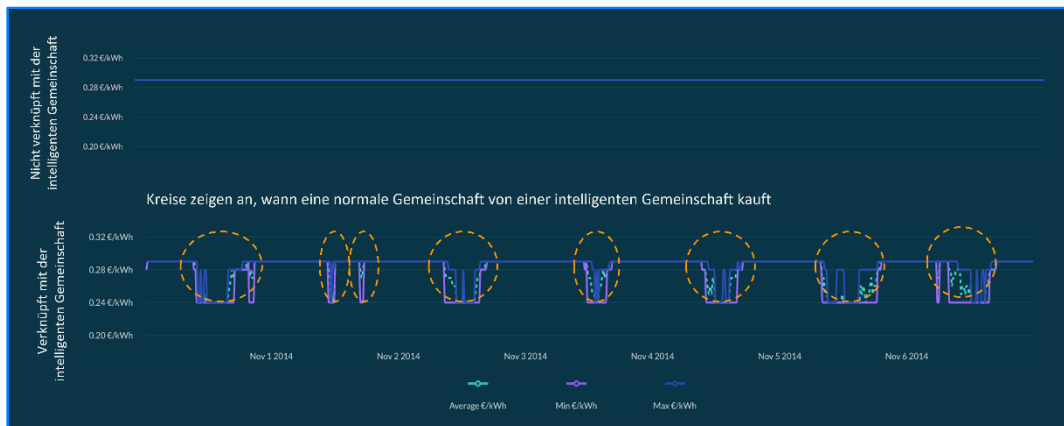 Nicht verknüpft mit der
intelligenten Gemeinschaft
0.32 €/kWh
0.28 €/kWh
0.24 €/kWh
0.20 €/kWh
Kreise zeigen an, wann eine normale Gemeinschaft von einer intelligenten Gemeinschaft kauft
Verknüpft mit der
intelligenten Gemeinschaft
0.32 €/kWh
0.28 €/kWh
0.24 €/kWh
0.20 €/kWh
Nov 1 2014
Nov 2 2014
Nov 3 2014
Nov 4 2014
Nov 5 2014
Nov 6 2014
Average €/kWh
Min €/kWh
Max €/kWh